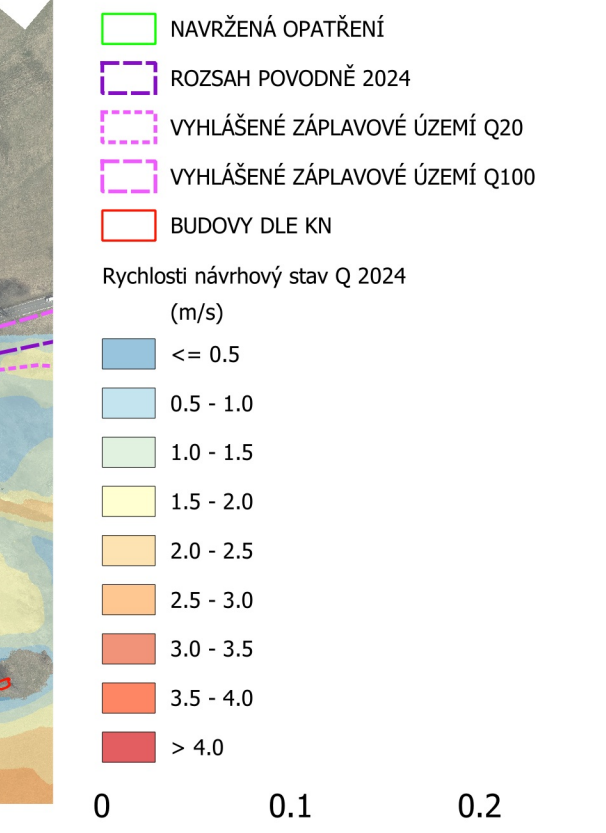 NAVRŽENÁ OPATŘENÍ
ROZSAH POVODNĚ 2024
VYHLÁŠENÉ ZÁPLAVOVÉ ÚZEMÍ Q20
VYHLÁŠENÉ ZÁPLAVOVÉ ÚZEMÍ Q100
BUDOVY DLE KN
Rychlosti návrhový stav Q 2024
(m/s)
<= 0.5
0.5 - 1.0
1.0 - 1.5
1.5 - 2.0
2.0 - 2.5
2.5 - 3.0
3.0 - 3.5
3.5 - 4.0
> 4.0
0 0.1 0.2